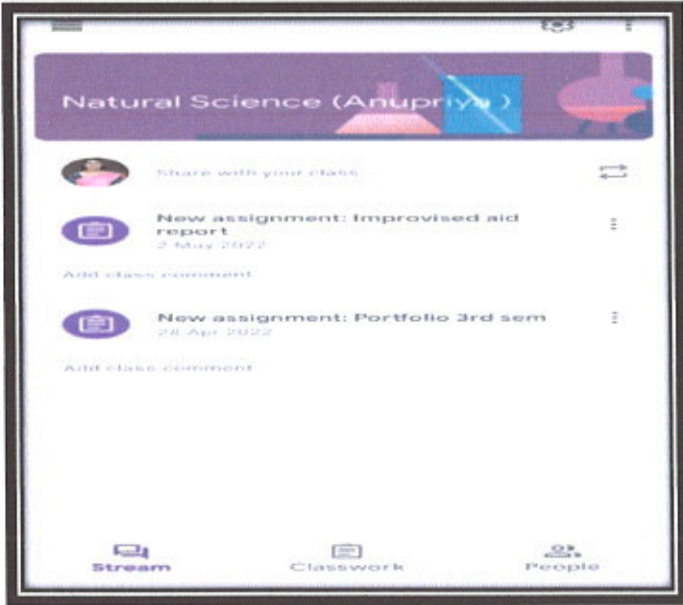 Natural Science (Anupriya )
Share with your class
New assignment: Improvised aid
report
2 May 2022
Add class comment
New assignment: Portfolio 3rd sem
28 Apr 2022
Add class comment
Stream
Classwork
People